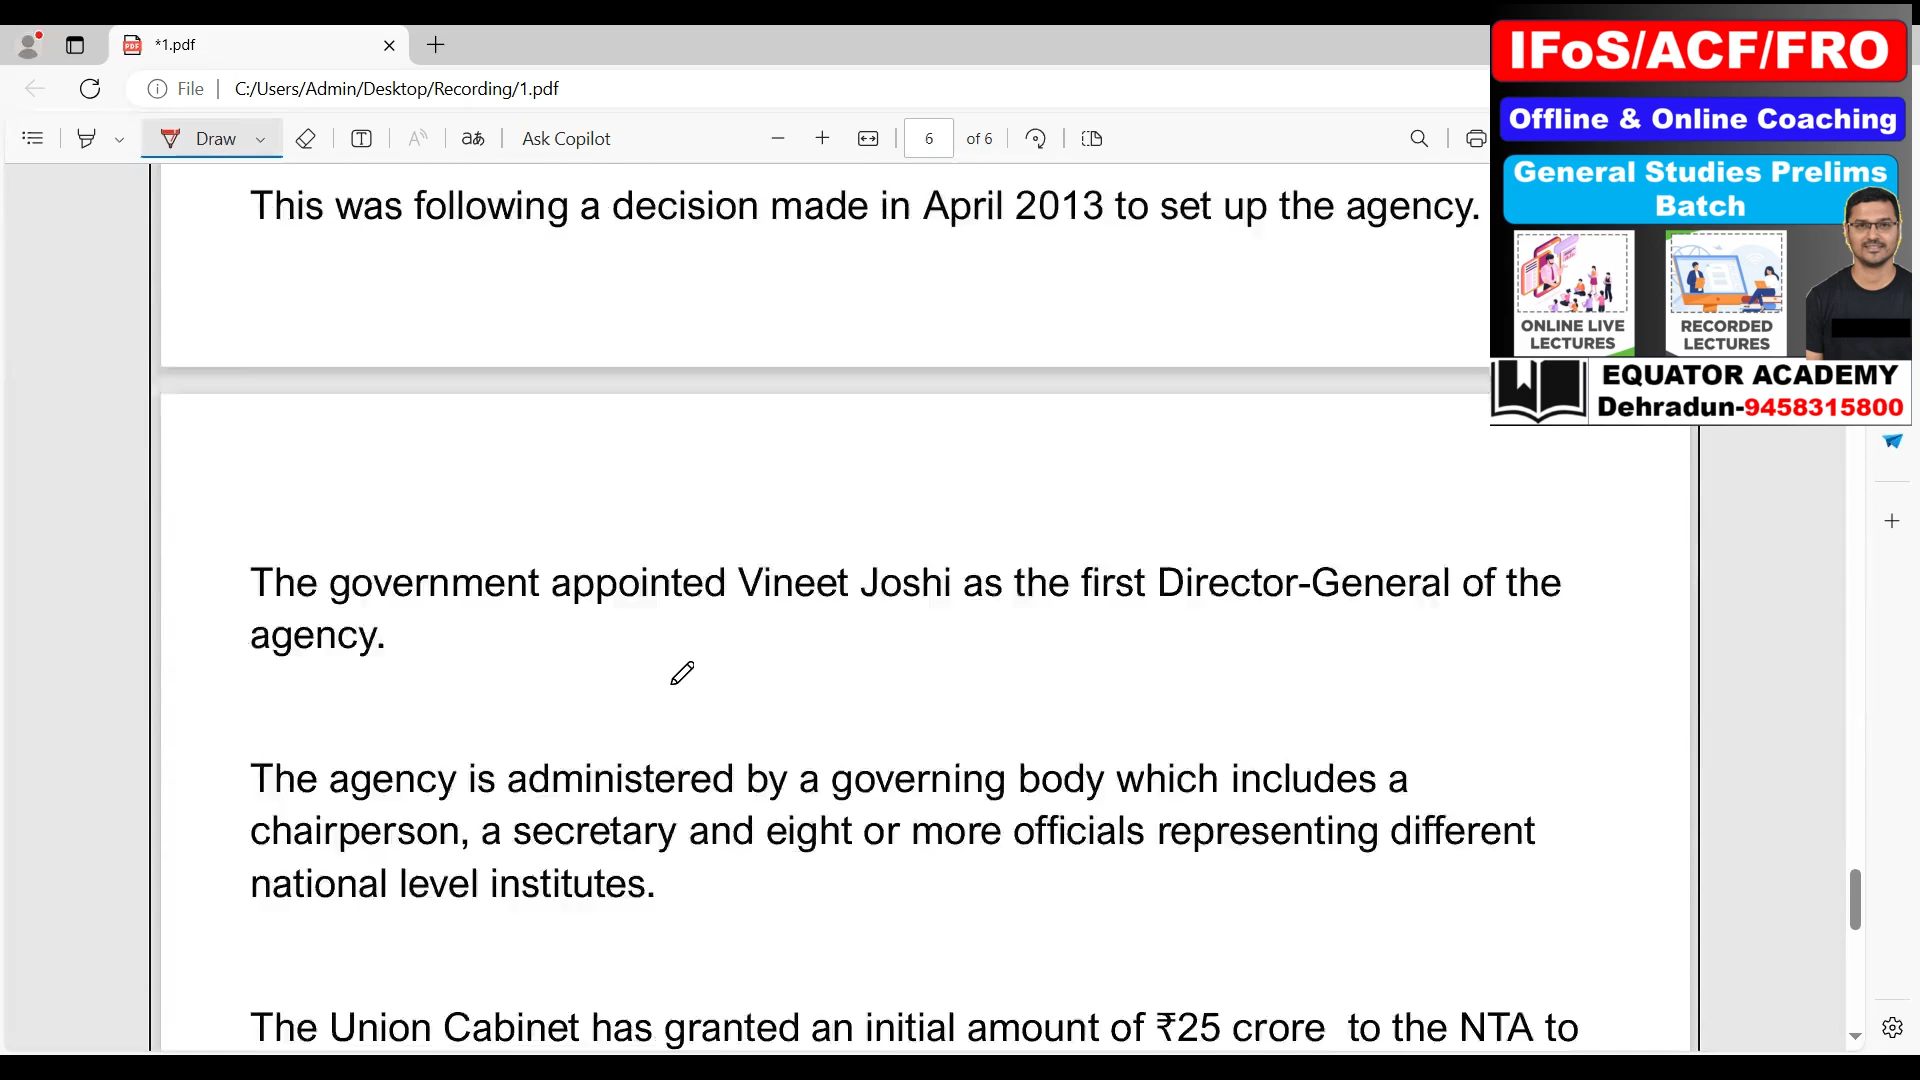 *1.pdf
File
C:/Users/Admin/Desktop/Recording/1.pdf
Draw
Ask Copilot
6 of 6
This was following a decision made in April 2013 to set up the agency.
The government appointed Vineet Joshi as the first Director-General of the
agency.
The agency is administered by a governing body which includes a
chairperson, a secretary and eight or more officials representing different
national level institutes.
The Union Cabinet has granted an initial amount of ₹25 crore to the NTA to
IFoS/ACF/FRO
Offline & Online Coaching
General Studies Prelims
Batch
ONLINE LIVE
LECTURES
RECORDED
LECTURES
EQUATOR ACADEMY
Dehradun-9458315800